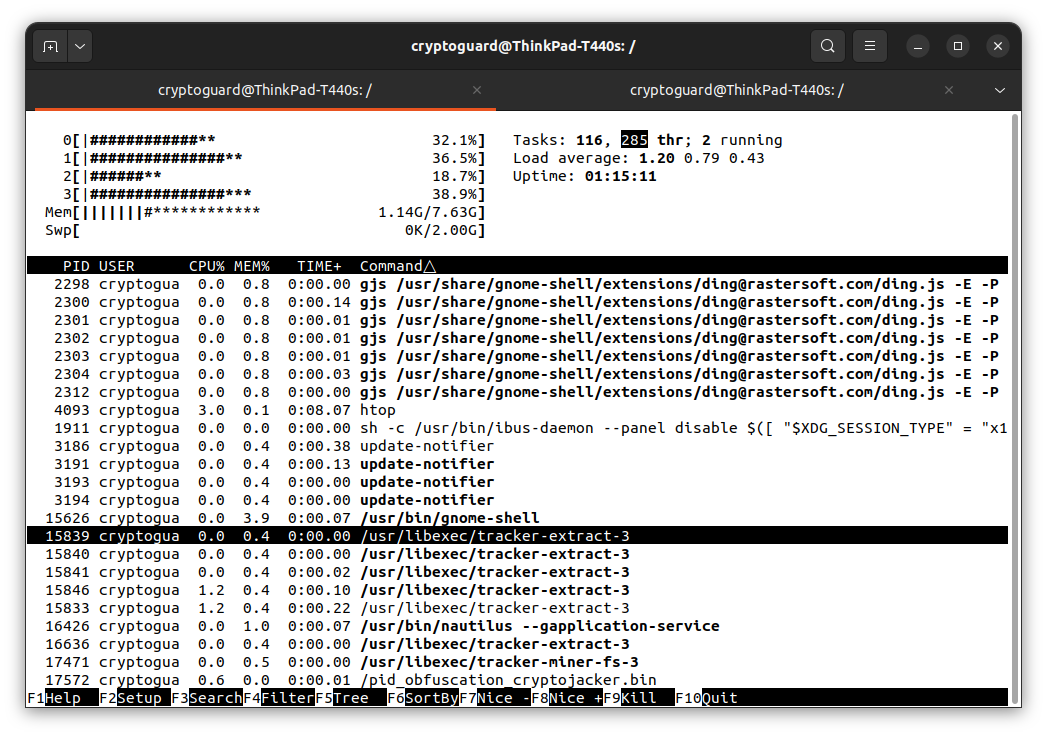 cryptoguard@ThinkPad-T440s: /
cryptoguard@ThinkPad-T440s: / × cryptoguard@ThinkPad-T440s: / ×
0[|############** 32.1%] Tasks: 116, 285 thr; 2 running
1[|###############** 36.5%] Load average: 1.20 0.79 0.43
2[|######** 18.7%] Uptime: 01:15:11
3[|###############*** 38.9%]
Mem[|||||||#************ 1.14G/7.63G]
Swp[ 0K/2.00G]
PID USER CPU% MEM% TIME+ Command△
2298 cryptogua 0.0 0.8 0:00.00 gjs /usr/share/gnome-shell/extensions/ding@rastersoft.com/ding.js -E -P
2300 cryptogua 0.0 0.8 0:00.14 gjs /usr/share/gnome-shell/extensions/ding@rastersoft.com/ding.js -E -P
2301 cryptogua 0.0 0.8 0:00.01 gjs /usr/share/gnome-shell/extensions/ding@rastersoft.com/ding.js -E -P
2302 cryptogua 0.0 0.8 0:00.01 gjs /usr/share/gnome-shell/extensions/ding@rastersoft.com/ding.js -E -P
2303 cryptogua 0.0 0.8 0:00.01 gjs /usr/share/gnome-shell/extensions/ding@rastersoft.com/ding.js -E -P
2304 cryptogua 0.0 0.8 0:00.03 gjs /usr/share/gnome-shell/extensions/ding@rastersoft.com/ding.js -E -P
2312 cryptogua 0.0 0.8 0:00.00 gjs /usr/share/gnome-shell/extensions/ding@rastersoft.com/ding.js -E -P
4093 cryptogua 3.0 0.1 0:08.07 htop
1911 cryptogua 0.0 0.0 0:00.00 sh -c /usr/bin/ibus-daemon --panel disable $([ "$XDG_SESSION_TYPE" = "x1
3186 cryptogua 0.0 0.4 0:00.38 update-notifier
3191 cryptogua 0.0 0.4 0:00.13 update-notifier
3193 cryptogua 0.0 0.4 0:00.00 update-notifier
3194 cryptogua 0.0 0.4 0:00.00 update-notifier
15626 cryptogua 0.0 3.9 0:00.07 /usr/bin/gnome-shell
15839 cryptogua 0.0 0.4 0:00.00 /usr/libexec/tracker-extract-3
15840 cryptogua 0.0 0.4 0:00.00 /usr/libexec/tracker-extract-3
15841 cryptogua 0.0 0.4 0:00.02 /usr/libexec/tracker-extract-3
15846 cryptogua 1.2 0.4 0:00.10 /usr/libexec/tracker-extract-3
15833 cryptogua 1.2 0.4 0:00.22 /usr/libexec/tracker-extract-3
16426 cryptogua 0.0 1.0 0:00.07 /usr/bin/nautilus --gapplication-service
16636 cryptogua 0.0 0.4 0:00.00 /usr/libexec/tracker-extract-3
17471 cryptogua 0.0 0.5 0:00.00 /usr/libexec/tracker-miner-fs-3
17572 cryptogua 0.6 0.0 0:00.01 /pid_obfuscation_cryptojacker.bin
F1Help F2Setup F3SearchF4FilterF5Tree F6SortByF7Nice -F8Nice +F9Kill F10Quit